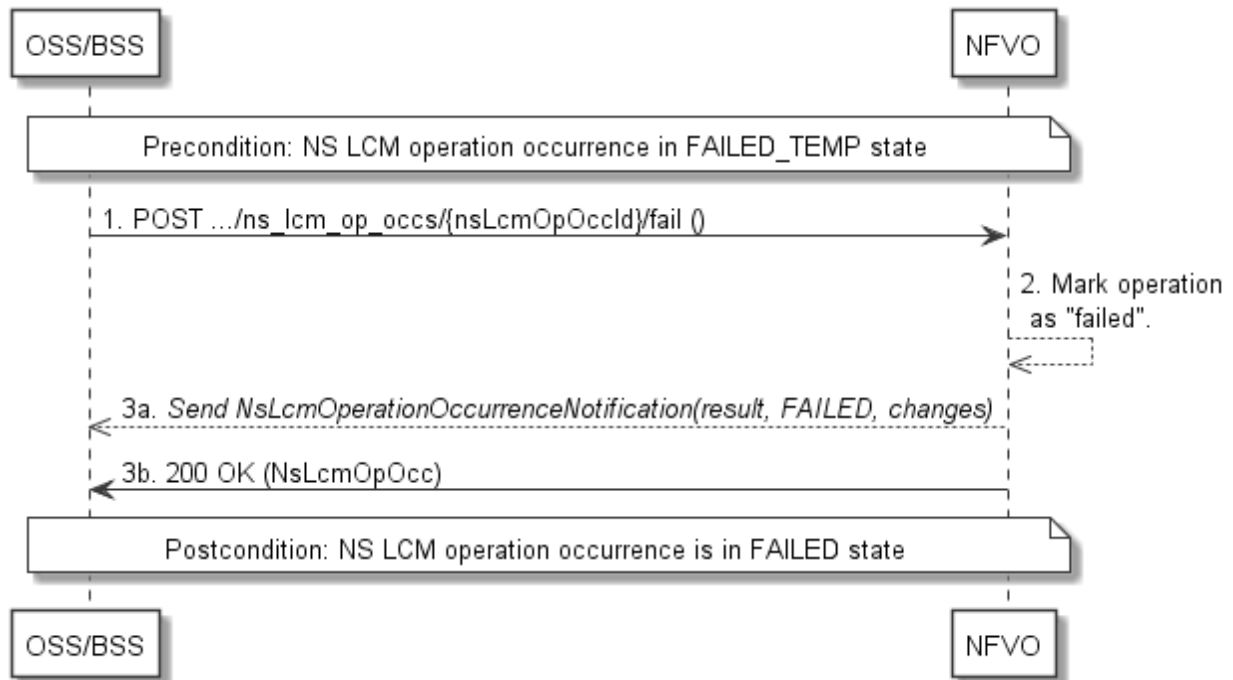 OSS/BSS
NFVO
Precondition: NS LCM operation occurrence in FAILED_TEMP state
1. POST .../ns_lcm_op_occs/{nsLcmOpOccId}/fail ()
2. Mark operation
as "failed".
3a. Send NsLcmOperationOccurrenceNotification(result, FAILED, changes)
3b. 200 OK (NsLcmOpOcc)
Postcondition: NS LCM operation occurrence is in FAILED state
OSS/BSS
NFVO